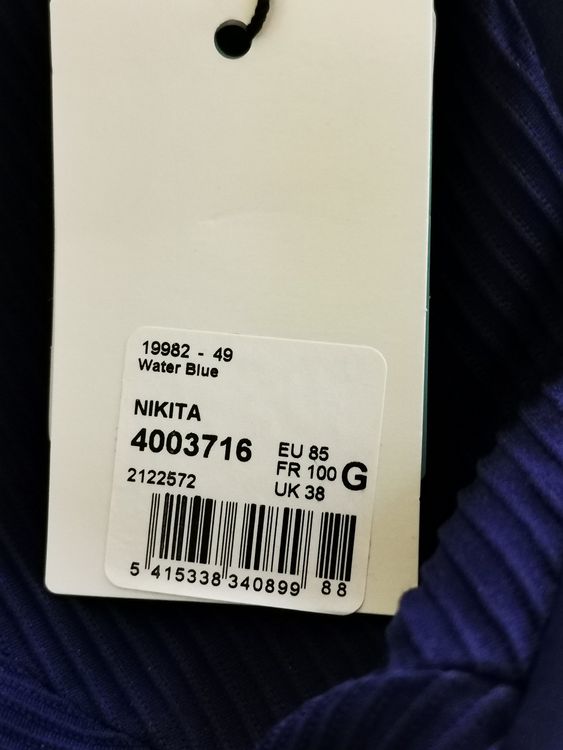 19982 - 49
Water Blue
NIKITA
4003716
2122572
EU 85
FR 100
UK 38
G
5 415338 340899 88